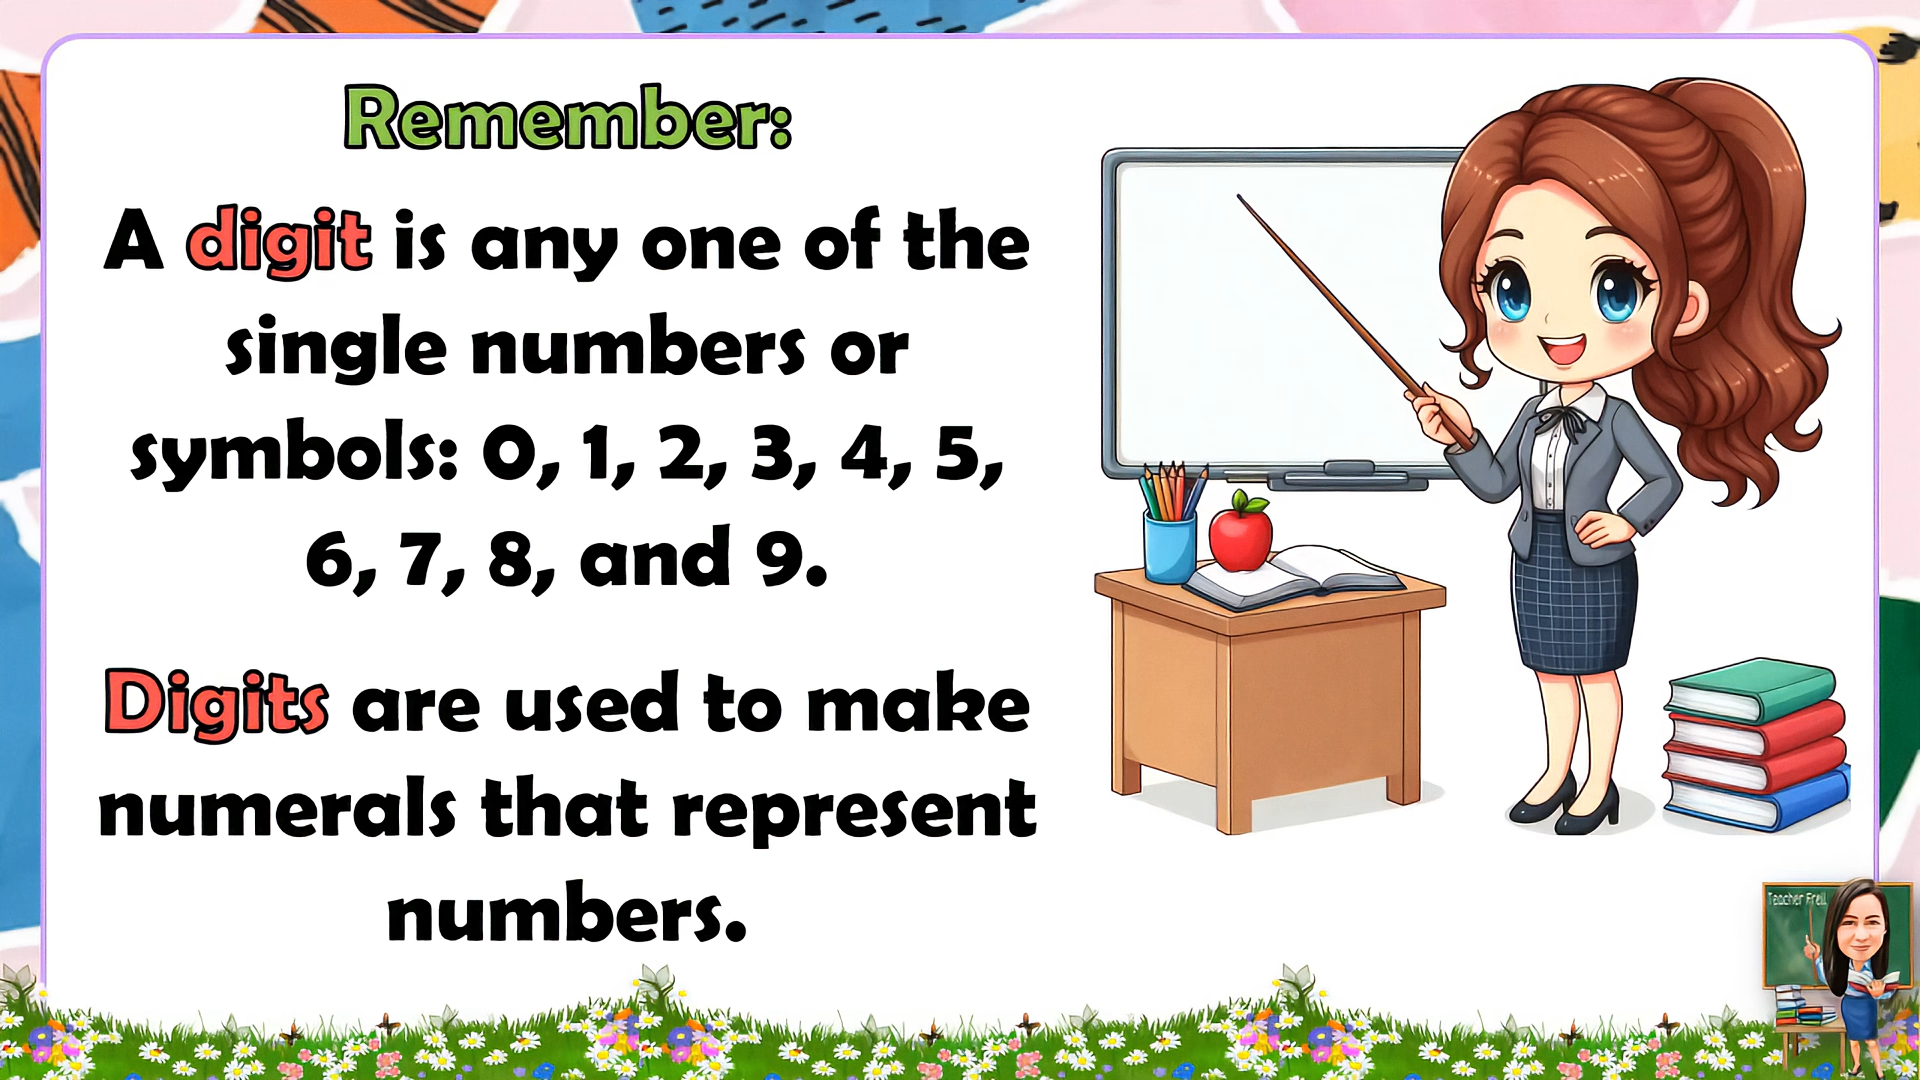 Remember:
A digit is any one of the
single numbers or
symbols: 0, 1, 2, 3, 4, 5,
6, 7, 8, and 9.
Digits are used to make
numerals that represent
numbers.
Teacher Frell